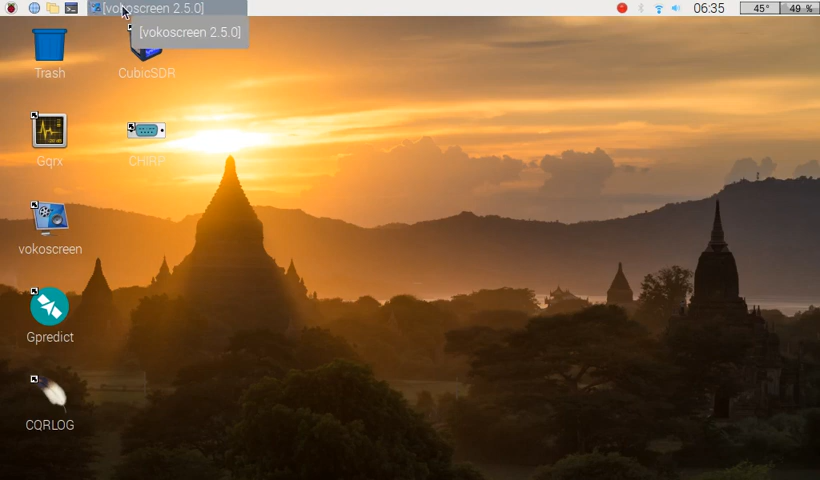 [vokoscreen 2.5.0]
06:35
45°
49 %
[vokoscreen 2.5.0]
Trash
CubicSDR
Gqrx
CHIRP
vokoscreen
Gpredict
CQRLOG